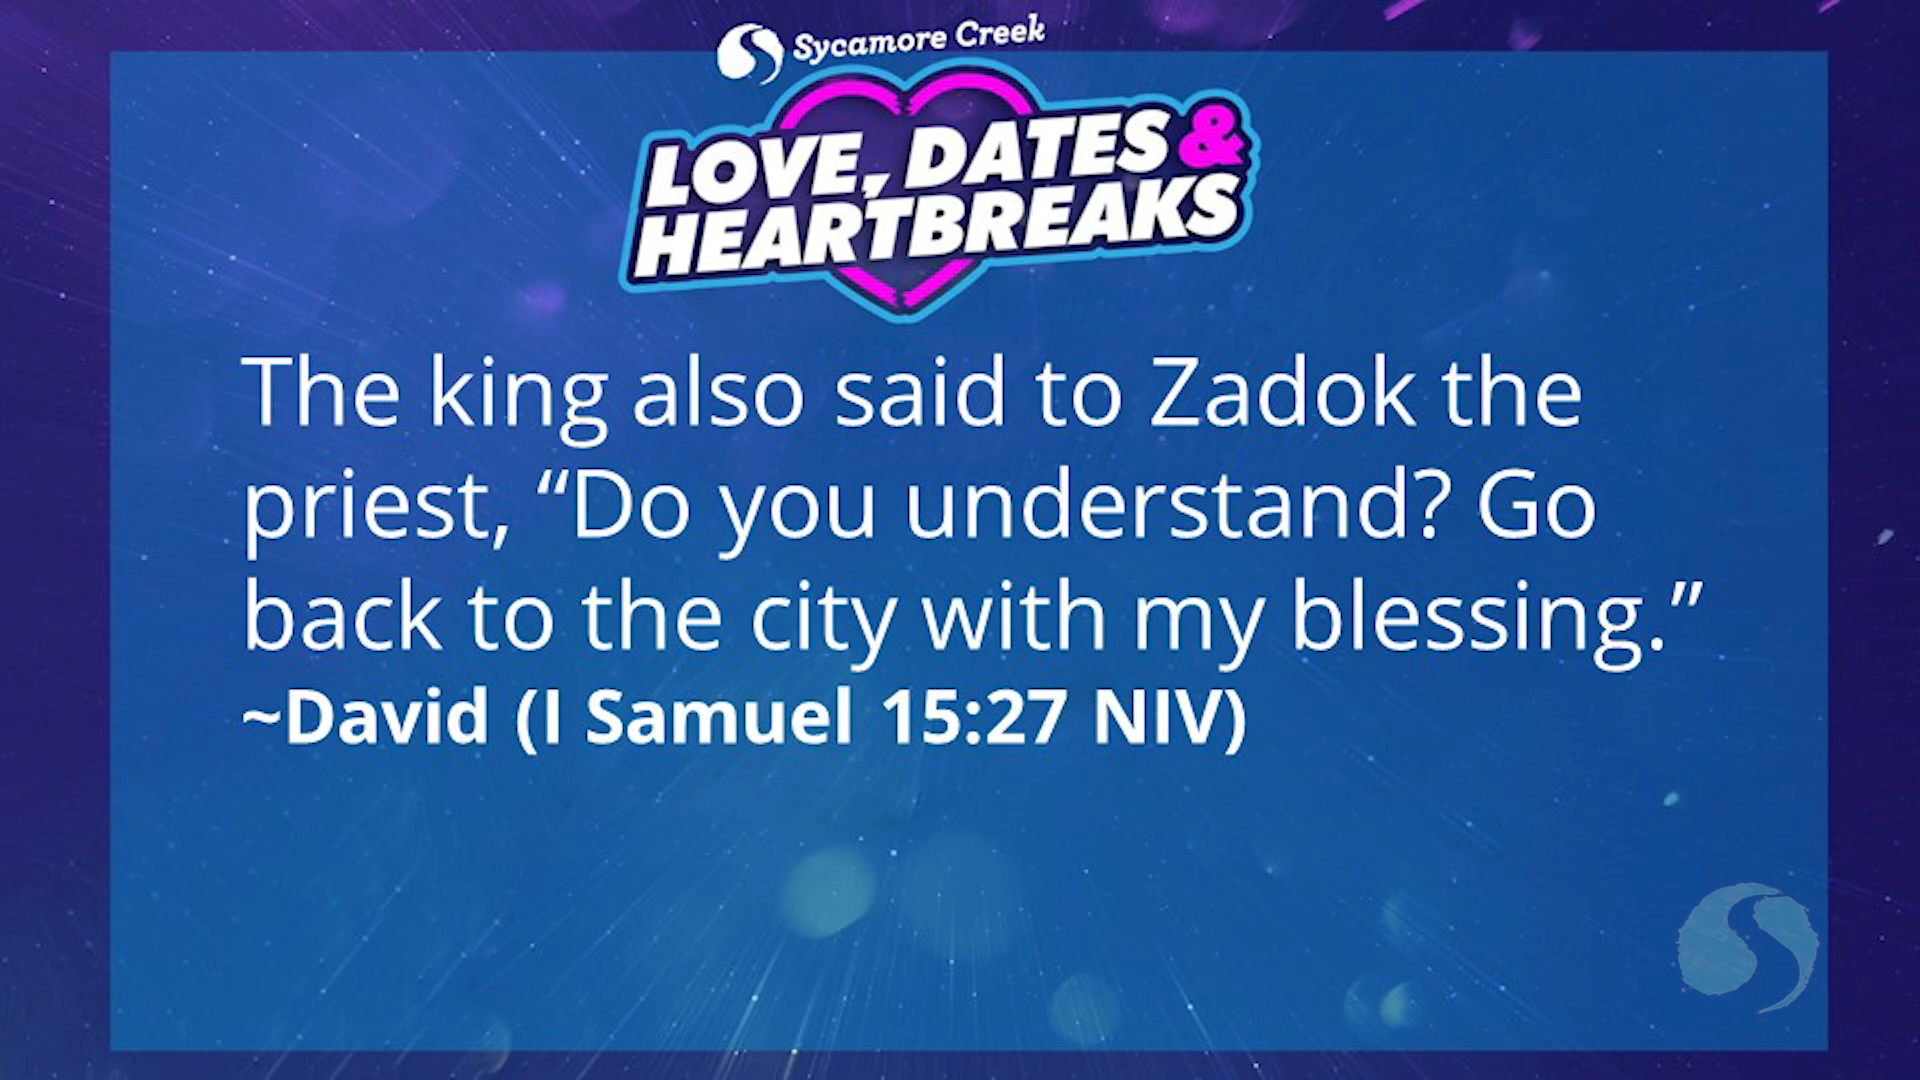 Sycamore Creek
LOVE, DATES &
HEARTBREAKS
The king also said to Zadok the
priest, “Do you understand? Go
back to the city with my blessing.”
~David (I Samuel 15:27 NIV)